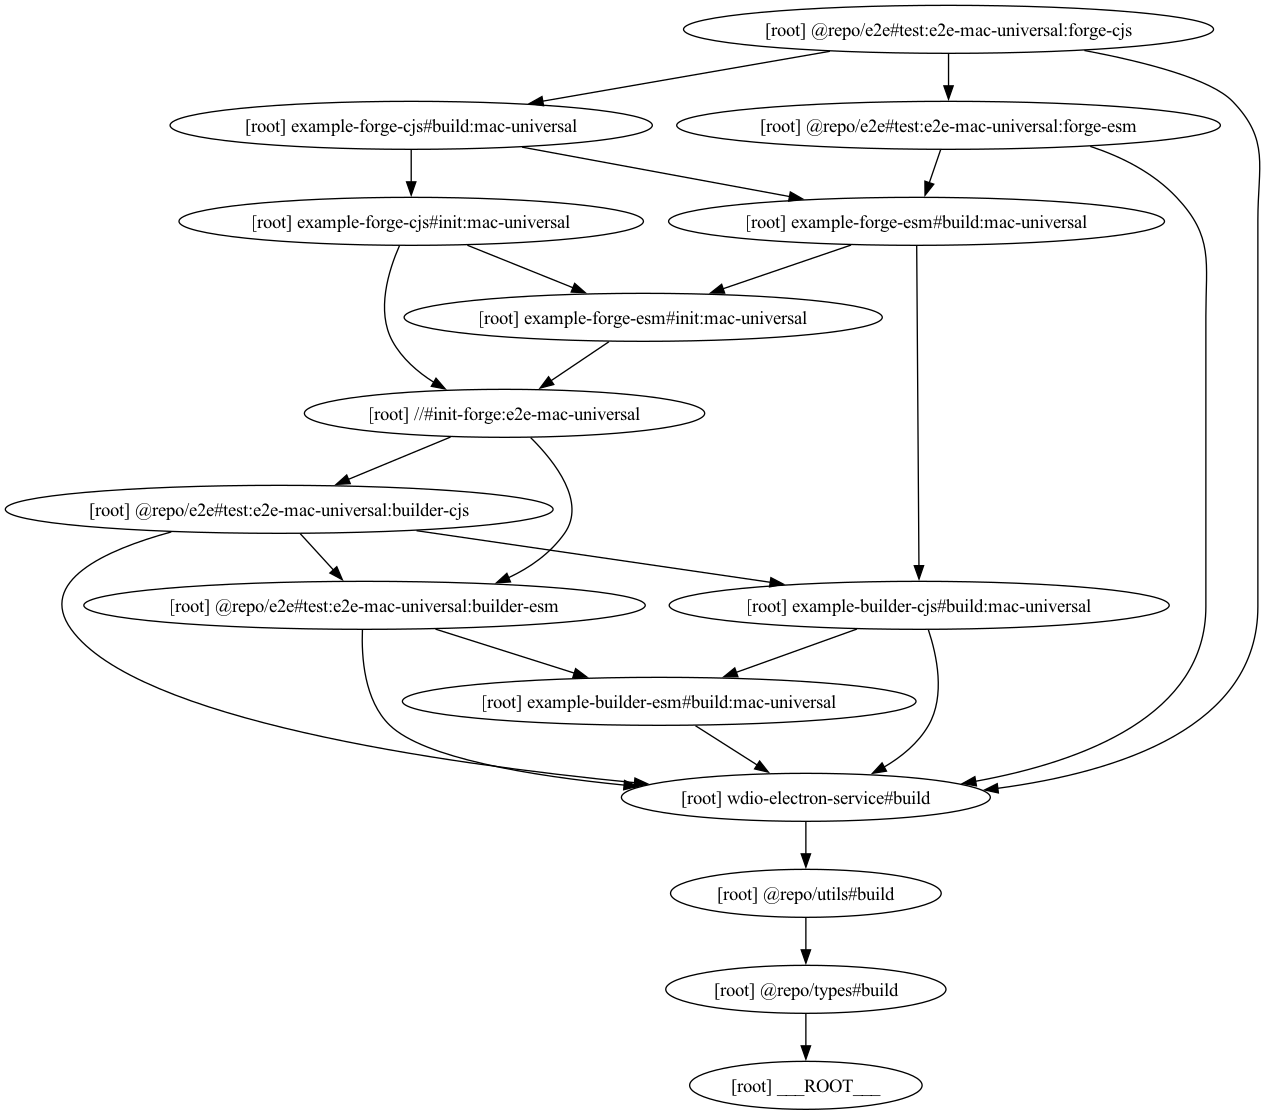 [root] @repo/e2e#test:e2e-mac-universal:forge-cjs
[root] example-forge-cjs#build:mac-universal
[root] @repo/e2e#test:e2e-mac-universal:forge-esm
[root] example-forge-cjs#init:mac-universal
[root] example-forge-esm#build:mac-universal
[root] example-forge-esm#init:mac-universal
[root] //#init-forge:e2e-mac-universal
[root] @repo/e2e#test:e2e-mac-universal:builder-cjs
[root] @repo/e2e#test:e2e-mac-universal:builder-esm
[root] example-builder-cjs#build:mac-universal
[root] example-builder-esm#build:mac-universal
[root] wdio-electron-service#build
[root] @repo/utils#build
[root] @repo/types#build
[root] ___ROOT___